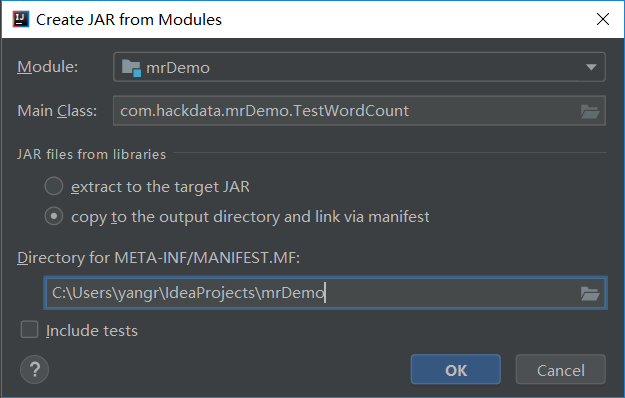 Create JAR from Modules
Module: mrDemo
Main Class: com.hackdata.mrDemo.TestWordCount
JAR files from libraries
extract to the target JAR
copy to the output directory and link via manifest
Directory for META-INF/MANIFEST.MF:
C:\Users\yangr\IdeaProjects\mrDemo
Include tests
? OK Cancel